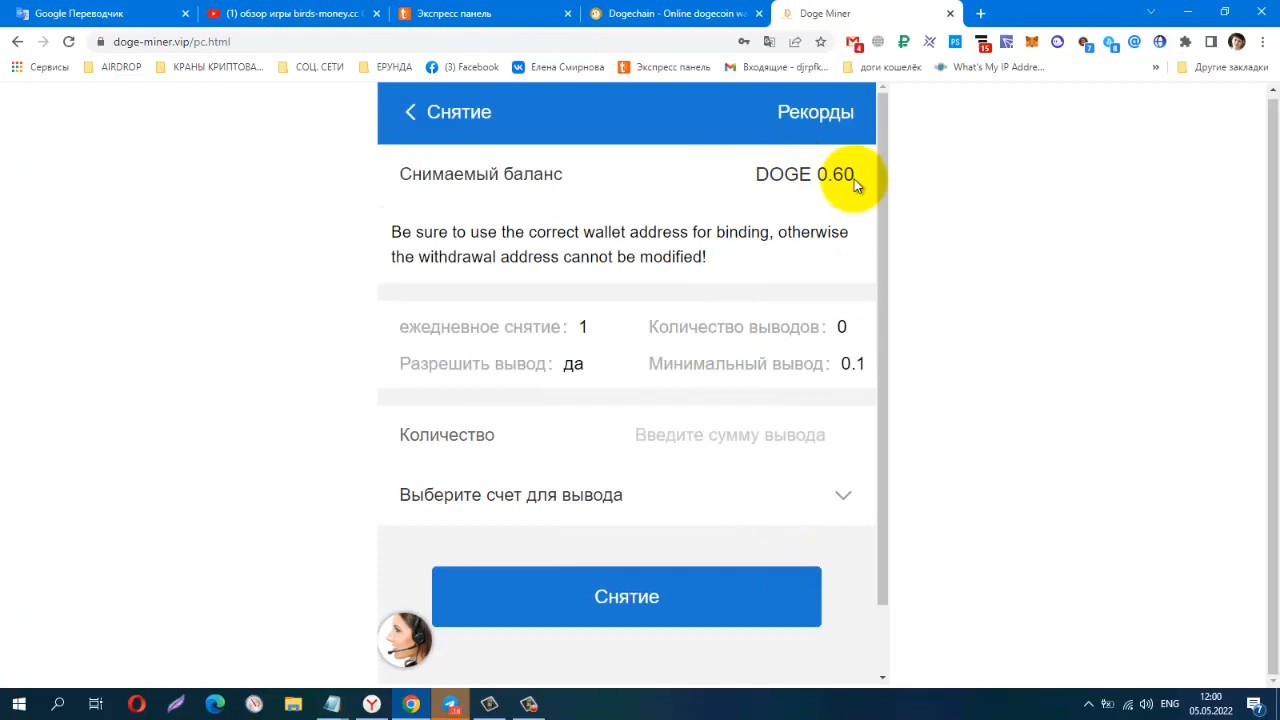 Google Переводчик
(1) обзор игры birds-money.cc (
Экспресс панель
Dogechain - Online dogecoin wa
Doge Miner
doge-miner.vip/pc.html
4
15
7
8
Сервисы
AIRDROP
КРАНЫ КРИПТОВА...
СОЦ. СЕТИ
ЕРУНДА
(3) Facebook
Елена Смирнова
Экспресс панель
Входящие - djrpfk...
доги кошелёк
What's My IP Addre...
»
Другие закладки
Снятие
Рекорды
Снимаемый баланс
DOGE 0.60
Be sure to use the correct wallet address for binding, otherwise
the withdrawal address cannot be modified!
ежедневное снятие: 1
Количество выводов: 0
Разрешить вывод: да
Минимальный вывод: 0.1
Количество
Введите сумму вывода
Выберите счет для вывода
Снятие
ENG
12:00
05.05.2022
7